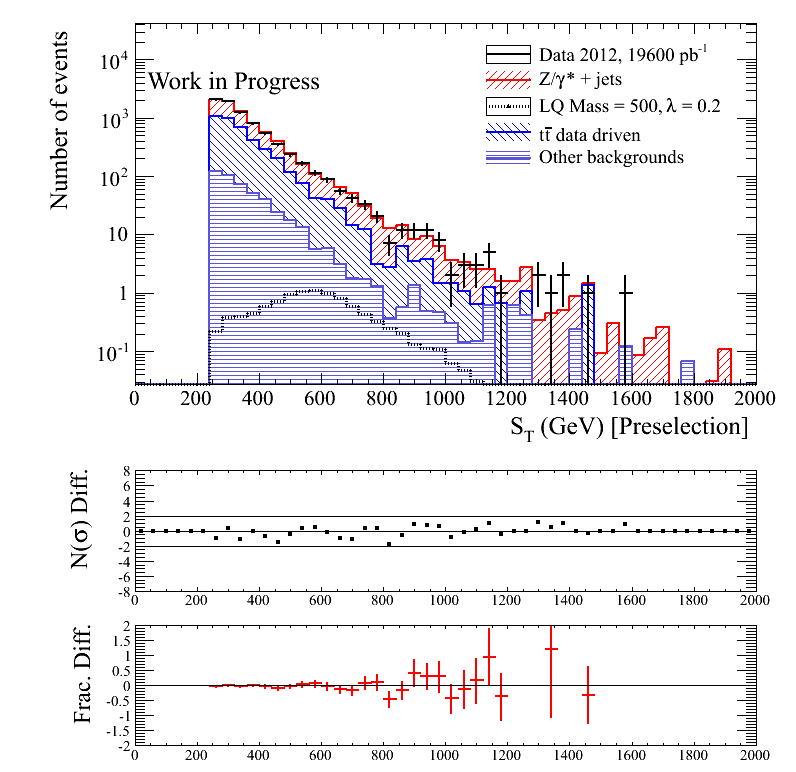 Number of events
10⁴
10³
10²
10
1
10⁻¹
Work in Progress
Data 2012, 19600 pb⁻¹
Z/γ* + jets
LQ Mass = 500, λ = 0.2
tt̄ data driven
Other backgrounds
0 200 400 600 800 1000 1200 1400 1600 1800 2000
S_T (GeV) [Preselection]
N(σ) Diff.
8
6
4
2
0
-2
-4
-6
-8
0 200 400 600 800 1000 1200 1400 1600 1800 2000
Frac. Diff.
2
1.5
1
0.5
0
-0.5
-1
-1.5
-2
0 200 400 600 800 1000 1200 1400 1600 1800 2000